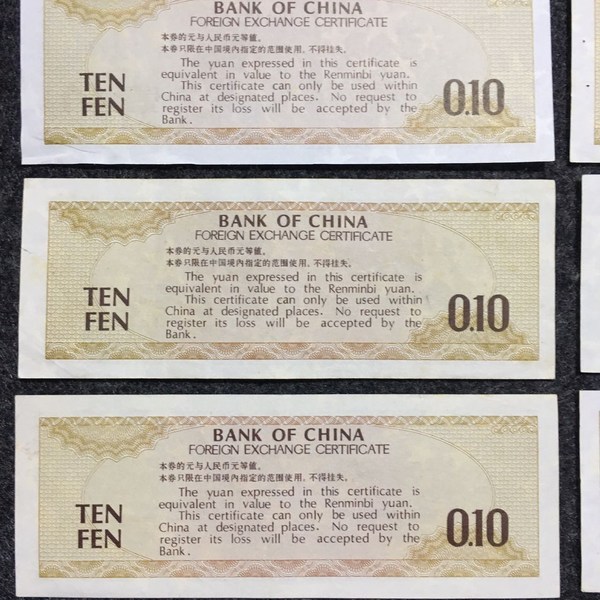 BANK OF CHINA
FOREIGN EXCHANGE CERTIFICATE
本券的元与人民币元等值。
本券只限在中国境内指定的范围使用，不得挂失。
The yuan expressed in this certificate is
equivalent in value to the Renminbi yuan.
This certificate can only be used within
China at designated places. No request to
register its loss will be accepted by the
Bank.
TEN
FEN
0.10
BANK OF CHINA
FOREIGN EXCHANGE CERTIFICATE
本券的元与人民币元等值。
本券只限在中国境内指定的范围使用，不得挂失。
The yuan expressed in this certificate is
equivalent in value to the Renminbi yuan.
This certificate can only be used within
China at designated places. No request to
register its loss will be accepted by the
Bank.
TEN
FEN
0.10
BANK OF CHINA
FOREIGN EXCHANGE CERTIFICATE
本券的元与人民币元等值。
本券只限在中国境内指定的范围使用，不得挂失。
The yuan expressed in this certificate is
equivalent in value to the Renminbi yuan.
This certificate can only be used within
China at designated places. No request to
register its loss will be accepted by the
Bank.
TEN
FEN
0.10